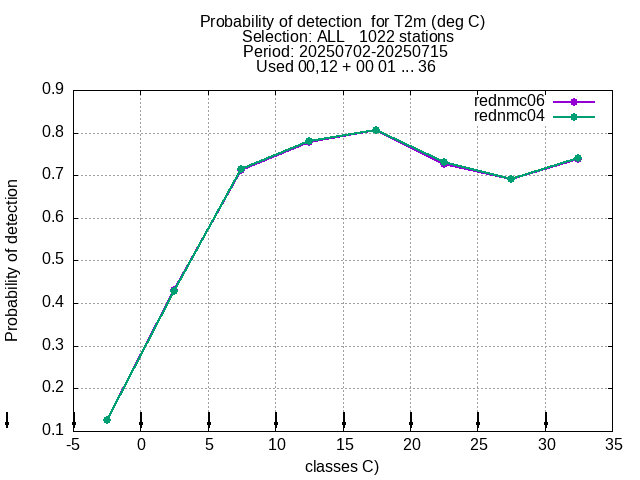 Probability of detection  for T2m (deg C)
Selection: ALL   1022 stations
Period: 20250702-20250715
Used 00,12 + 00 01 ... 36
rednmc06
rednmc04
Probability of detection
0.9
0.8
0.7
0.6
0.5
0.4
0.3
0.2
0.1
-5 0 5 10 15 20 25 30 35
classes C)